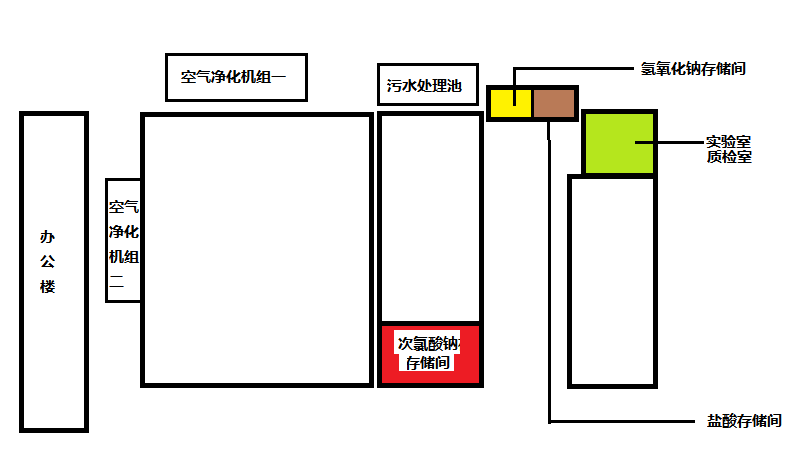 空气净化机组一
污水处理池
氢氧化钠存储间
实验室
质检室
空气
净化
机组
二
办
公
楼
次氯酸钠
存储间
盐酸存储间